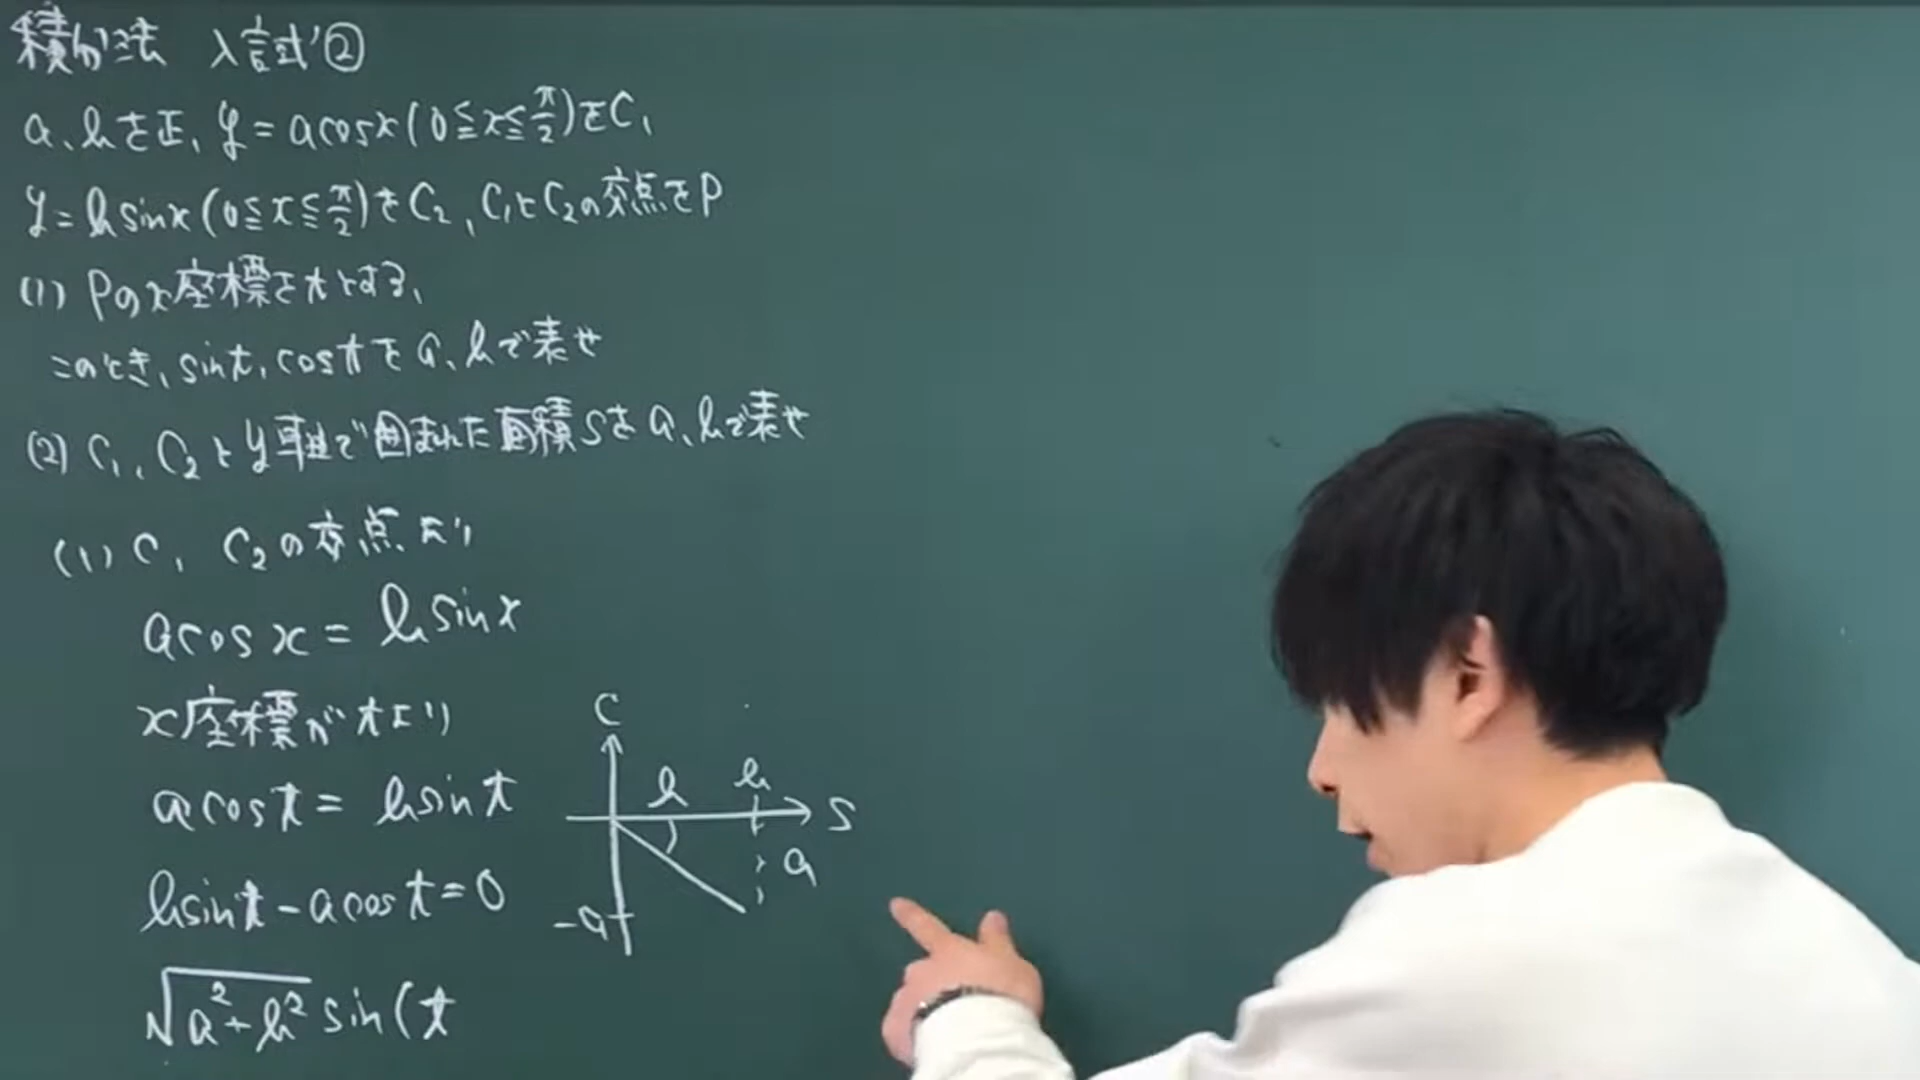 積分法 入試②
a、bを正、y=acosx(0≦x≦π/2)をC₁
y=bsinx(0≦x≦π/2)をC₂、C₁とC₂の交点をP
(1) Pのx座標をtとする、
このとき、sint、costをa、bで表せ
(2) C₁、C₂とy軸で囲まれた面積Sをa、bで表せ
(1) C₁ C₂の交点より
acosx=bsinx
x座標がtより
acost=bsint
bsint-acost=0
√a²+b² sin(t
C
b
S
a
-a